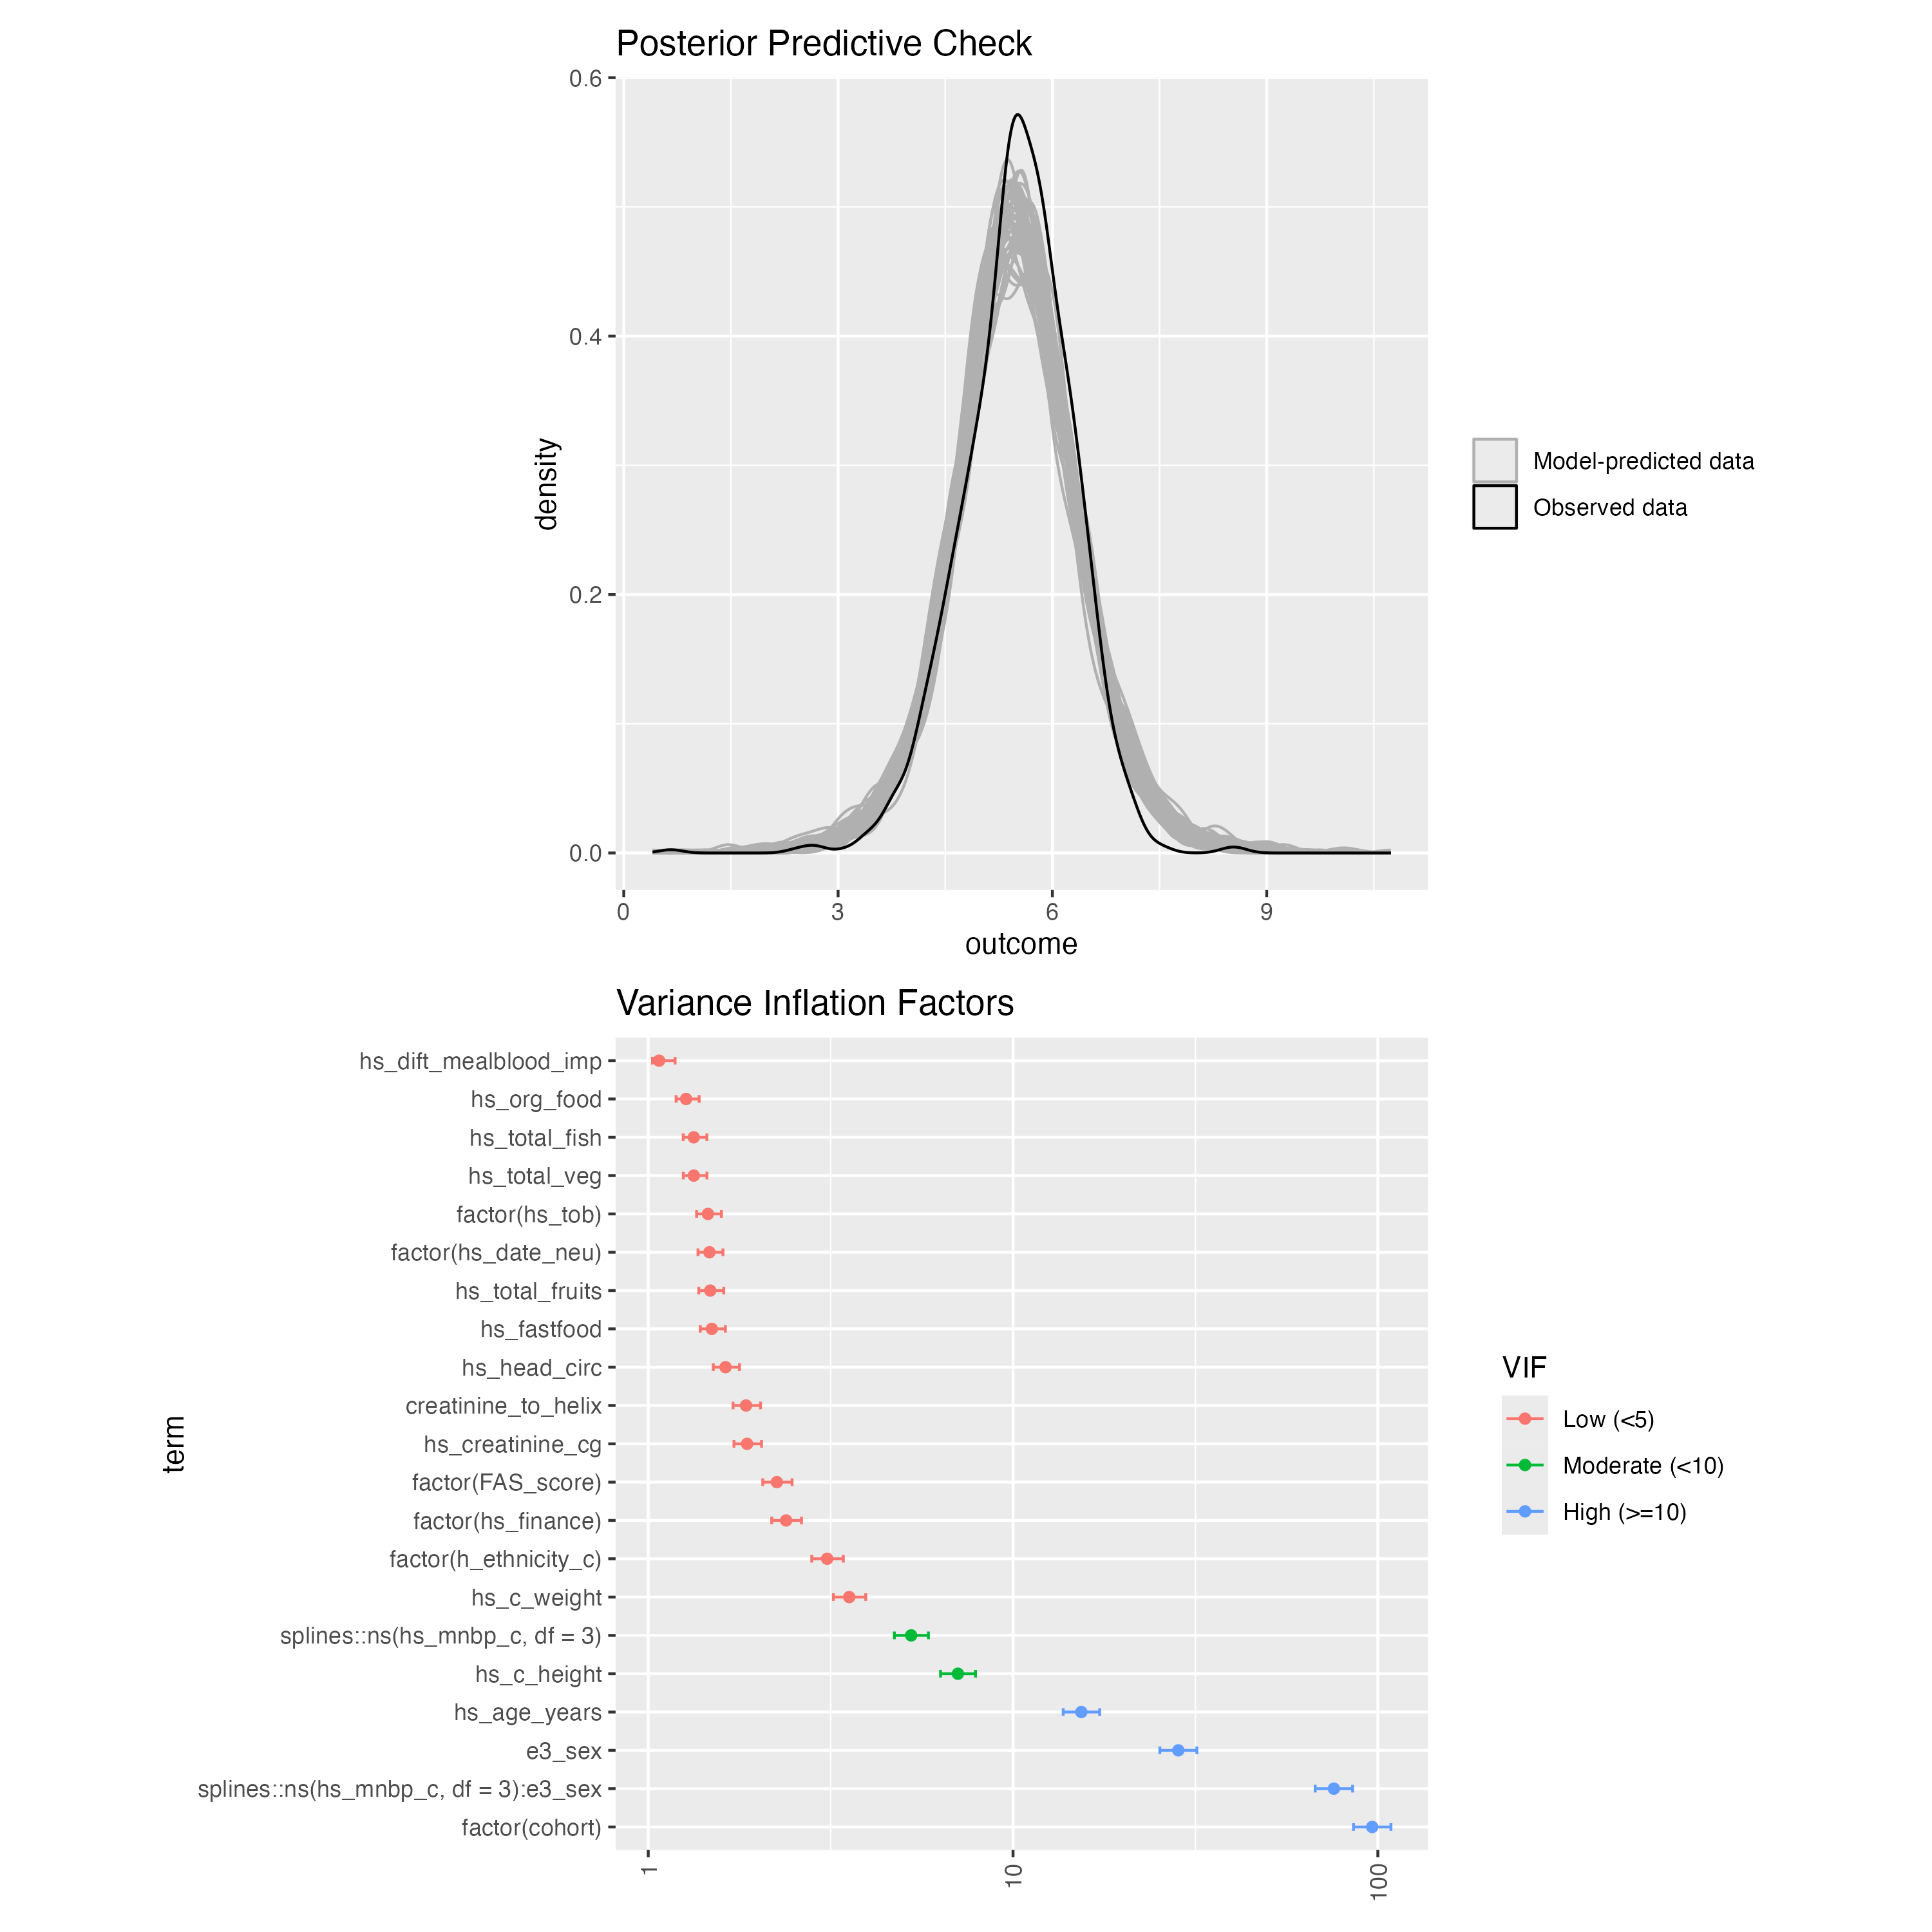 Posterior Predictive Check
0.6
0.4
0.2
0.0
density
0 3 6 9
outcome
Model-predicted data
Observed data
Variance Inflation Factors
term
hs_dift_mealblood_imp
hs_org_food
hs_total_fish
hs_total_veg
factor(hs_tob)
factor(hs_date_neu)
hs_total_fruits
hs_fastfood
hs_head_circ
creatinine_to_helix
hs_creatinine_cg
factor(FAS_score)
factor(hs_finance)
factor(h_ethnicity_c)
hs_c_weight
splines::ns(hs_mnbp_c, df = 3)
hs_c_height
hs_age_years
e3_sex
splines::ns(hs_mnbp_c, df = 3):e3_sex
factor(cohort)
1 10 100
VIF
Low (<5)
Moderate (<10)
High (>=10)